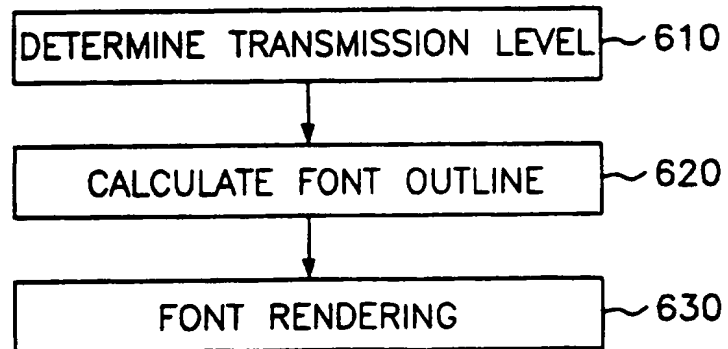 DETERMINE TRANSMISSION LEVEL 610
CALCULATE FONT OUTLINE 620
FONT RENDERING 630